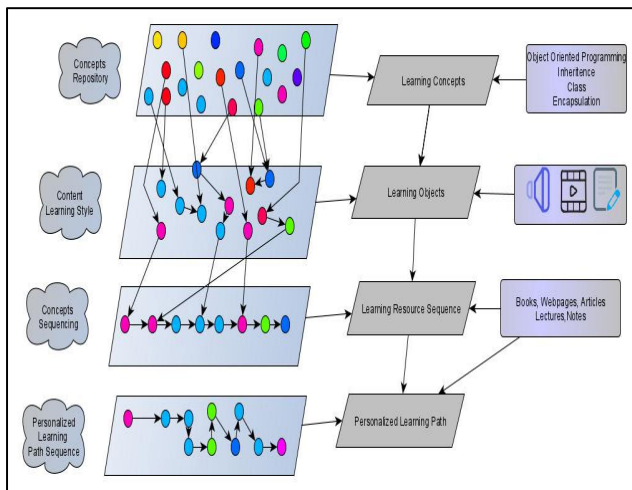 Concepts
Repository
Learning Concepts
Object Oriented Programming
Inheritence
Class
Encapsulation
Content
Learning Style
Learning Objects
Concepts
Sequencing
Learning Resource Sequence
Books, Webpages, Articles
Lectures,Notes
Personalized
Learning
Path Sequence
Personalized Learning Path